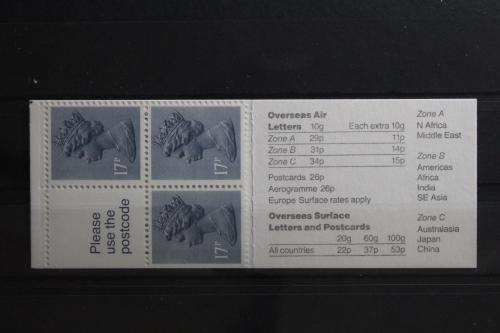 17P
17P
Please
use the
postcode
17P
Overseas Air
Letters 10g Each extra 10g
Zone A 29p 11p
Zone B 31p 14p
Zone C 34p 15p
Postcards 26p
Aerogramme 26p
Europe Surface rates apply
Overseas Surface
Letters and Postcards
20g 60g 100g
All countries 22p 37p 53p
Zone A
N Africa
Middle East
Zone B
Americas
Africa
India
SE Asia
Zone C
Australasia
Japan
China